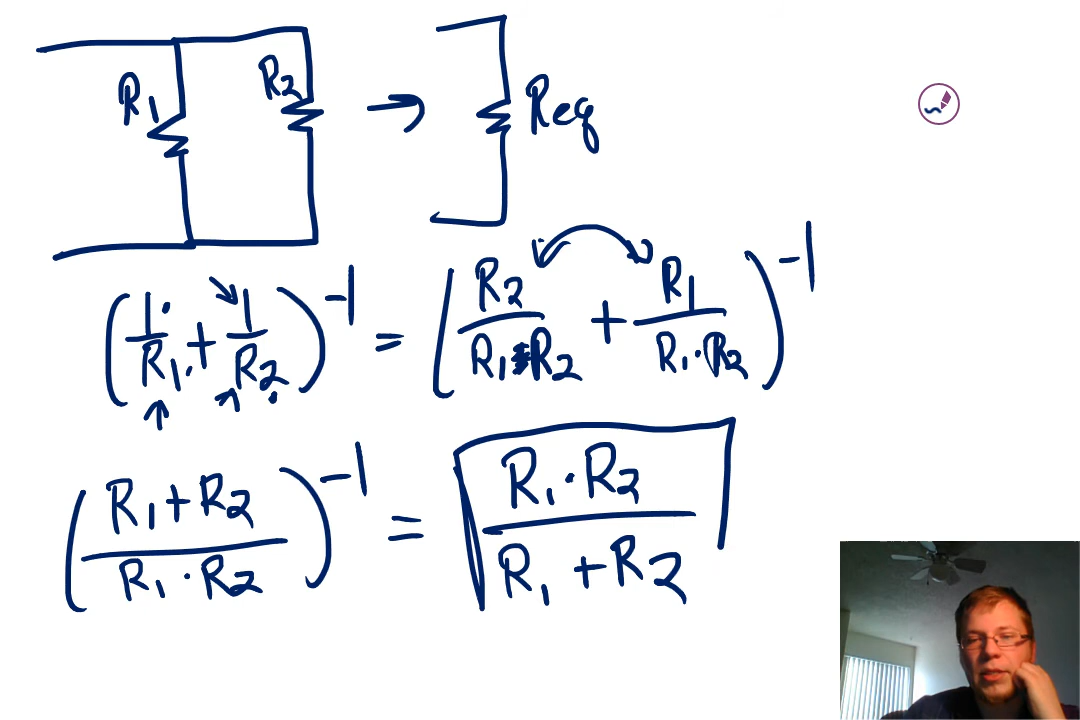 R1 R2 → Req
(1/R1 + 1/R2)^-1 = (R2/R1·R2 + R1/R1·R2)^-1
(R1+R2/R1·R2)^-1 = R1·R2/R1+R2